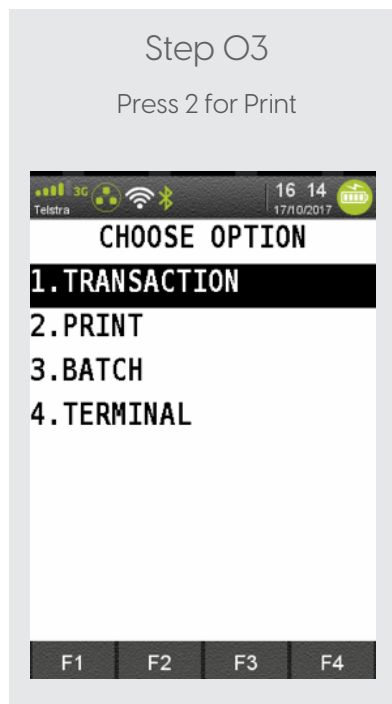 Step 03
Press 2 for Print
3G
Telstra
16 14
17/10/2017
CHOOSE OPTION
1.TRANSACTION
2.PRINT
3.BATCH
4.TERMINAL
F1 F2 F3 F4